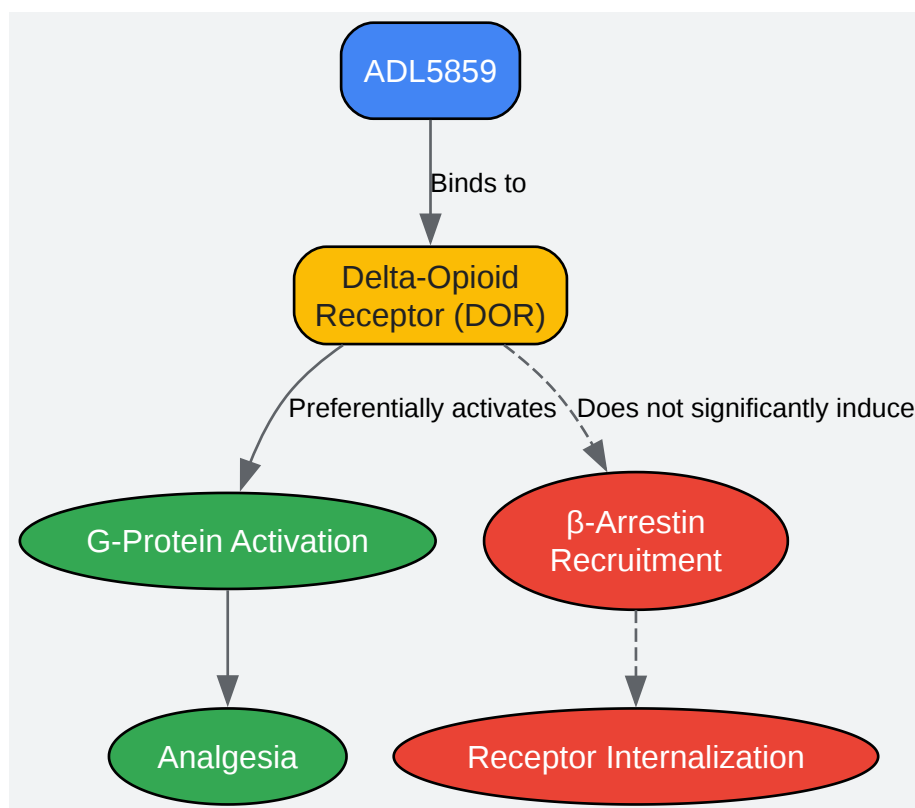 ADL5859
Binds to
Delta-Opioid
Receptor (DOR)
Preferentially activates
Does not significantly induce
G-Protein Activation
β-Arrestin
Recruitment
Analgesia
Receptor Internalization